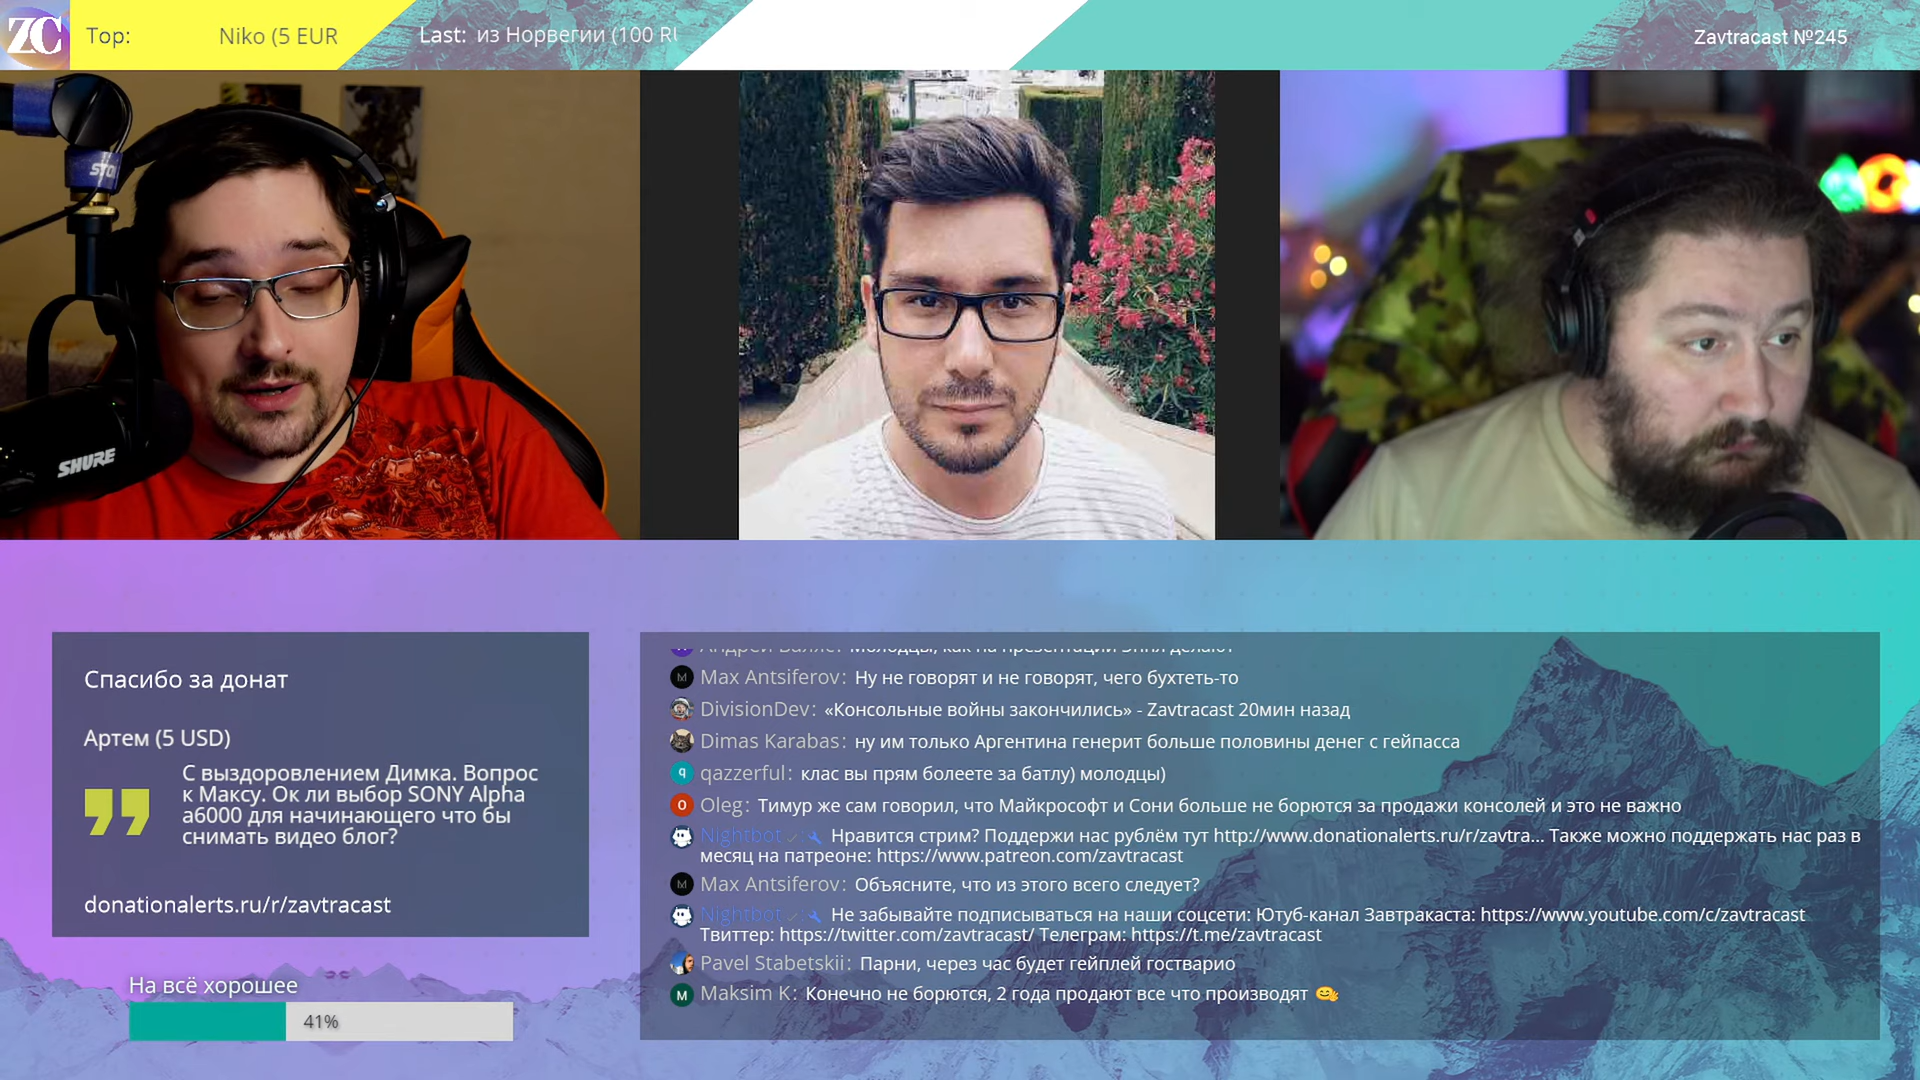 ZC
Top:
Niko (5 EUR
Last: из Норвегии (100 RU
Zavtracast №245
STO
SHURE
Спасибо за донат
Артем (5 USD)
С выздоровлением Димка. Вопрос
к Максу. Ок ли выбор SONY Alpha
a6000 для начинающего что бы
снимать видео блог?
donationalerts.ru/r/zavtracast
На всё хорошее
41%
Max Antsiferov: Ну не говорят и не говорят, чего бухтеть-то
DivisionDev: «Консольные войны закончились» - Zavtracast 20мин назад
Dimas Karabas: ну им только Аргентина генерит больше половины денег с гейпасса
q qazzerful: клас вы прям болеете за батлу) молодцы)
O Oleg: Тимур же сам говорил, что Майкрософт и Сони больше не борются за продажи консолей и это не важно
Nightbot Нравится стрим? Поддержи нас рублём тут http://www.donationalerts.ru/r/zavtra... Также можно поддержать нас раз в
месяц на патреоне: https://www.patreon.com/zavtracast
Max Antsiferov: Объясните, что из этого всего следует?
Nightbot Не забывайте подписываться на наши соцсети: Ютуб-канал Завтракаста: https://www.youtube.com/c/zavtracast
Твиттер: https://twitter.com/zavtracast/ Телеграм: https://t.me/zavtracast
Pavel Stabetskii: Парни, через час будет гейплей гостварио
M Maksim K: Конечно не борются, 2 года продают все что производят 😋